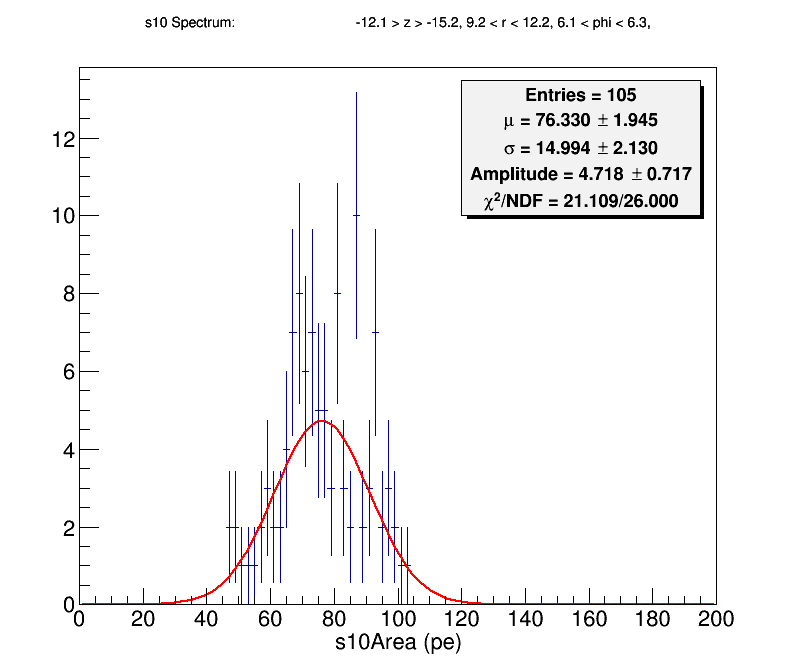 s10 Spectrum: -12.1 > z > -15.2, 9.2 < r < 12.2, 6.1 < phi < 6.3,
Entries = 105
μ = 76.330 ± 1.945
σ = 14.994 ± 2.130
Amplitude = 4.718 ± 0.717
χ²/NDF = 21.109/26.000
12
10
8
6
4
2
0
0 20 40 60 80 100 120 140 160 180 200
s10Area (pe)